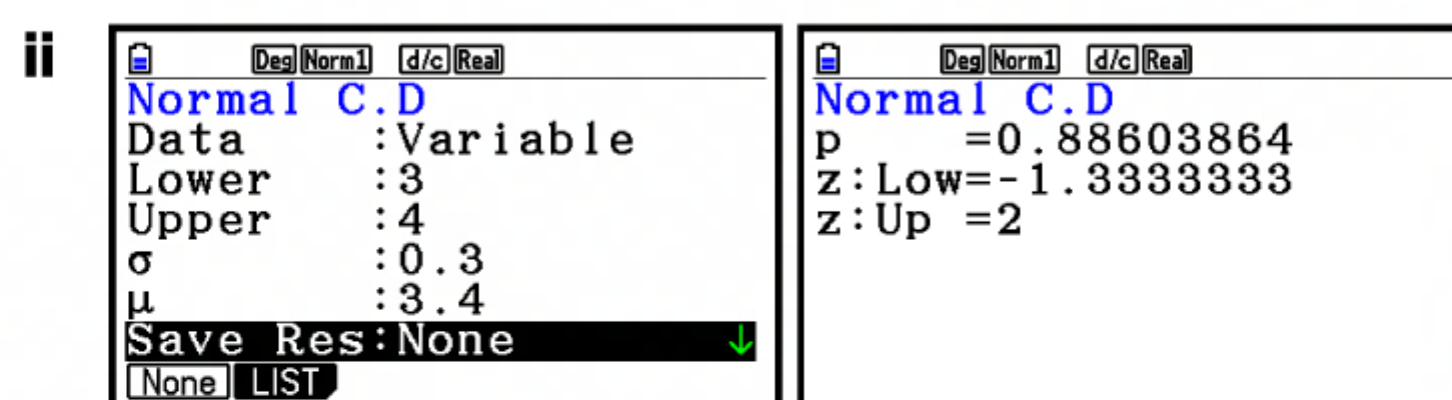 ii
Deg Norm1 d/c Real
Normal C.D
Data :Variable
Lower :3
Upper :4
σ :0.3
μ :3.4
Save Res:None ↓
None LIST
Deg Norm1 d/c Real
Normal C.D
p =0.88603864
z:Low=-1.3333333
z:Up =2